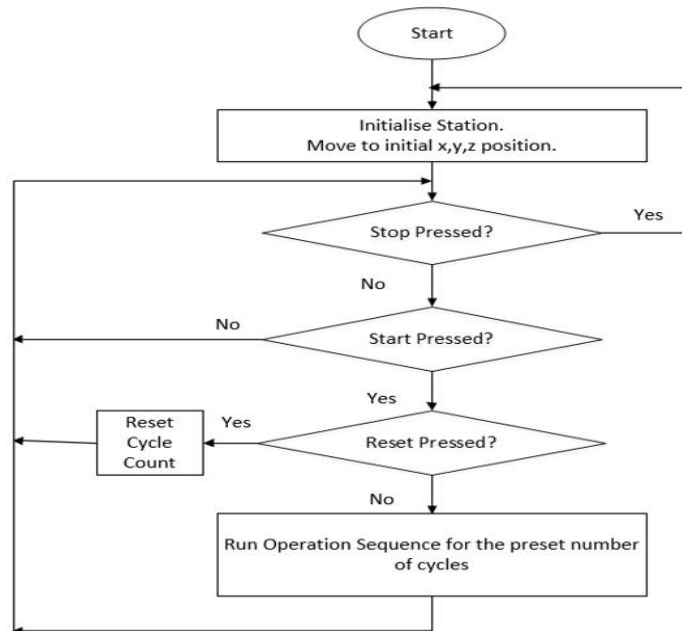 Start
Initialise Station.
Move to initial x,y,z position.
Stop Pressed?
Yes
No
Start Pressed?
No
Yes
Reset
Cycle
Count
Yes
Reset Pressed?
No
Run Operation Sequence for the preset number
of cycles